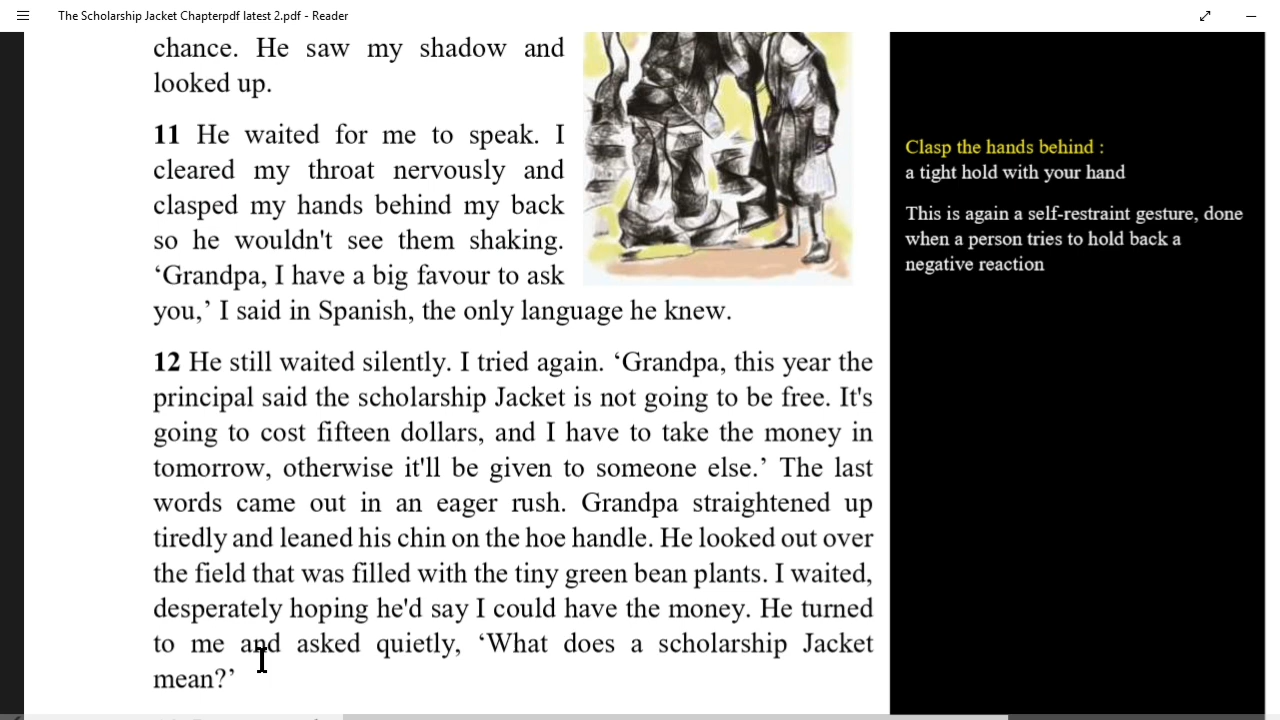 The Scholarship Jacket Chapterpdf latest 2.pdf - Reader
chance. He saw my shadow and
looked up.
11 He waited for me to speak. I
cleared my throat nervously and
clasped my hands behind my back
so he wouldn't see them shaking.
‘Grandpa, I have a big favour to ask
you,’ I said in Spanish, the only language he knew.
12 He still waited silently. I tried again. ‘Grandpa, this year the
principal said the scholarship Jacket is not going to be free. It's
going to cost fifteen dollars, and I have to take the money in
tomorrow, otherwise it'll be given to someone else.’ The last
words came out in an eager rush. Grandpa straightened up
tiredly and leaned his chin on the hoe handle. He looked out over
the field that was filled with the tiny green bean plants. I waited,
desperately hoping he'd say I could have the money. He turned
to me and asked quietly, ‘What does a scholarship Jacket
mean?’
Clasp the hands behind :
a tight hold with your hand
This is again a self-restraint gesture, done
when a person tries to hold back a
negative reaction